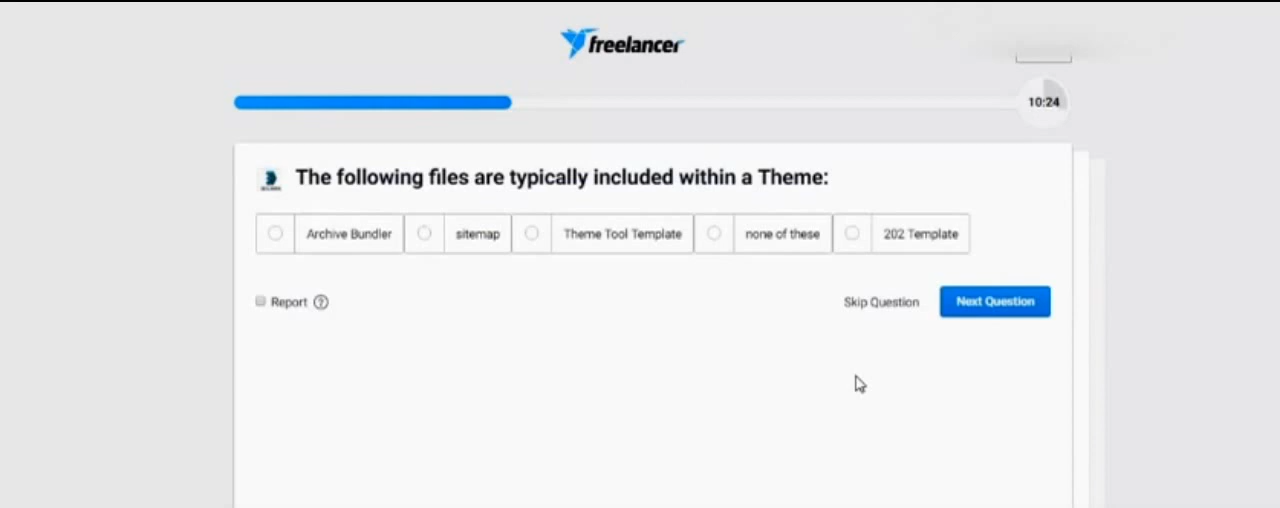 freelancer
10:24
The following files are typically included within a Theme:
Archive Bundler sitemap Theme Tool Template none of these 202 Template
Report ? Skip Question Next Question